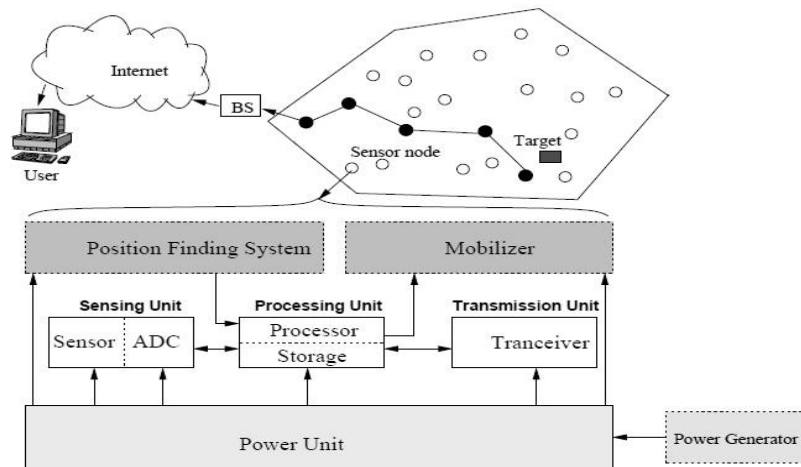 Internet
BS
User
Sensor node
Target
Position Finding System
Mobilizer
Sensing Unit
Processing Unit
Transmission Unit
Sensor
ADC
Processor
Storage
Tranceiver
Power Unit
Power Generator